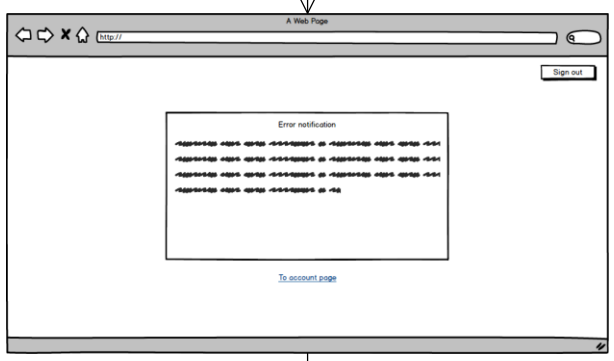 A Web Page
http://
Sign out
Error notification
To account page